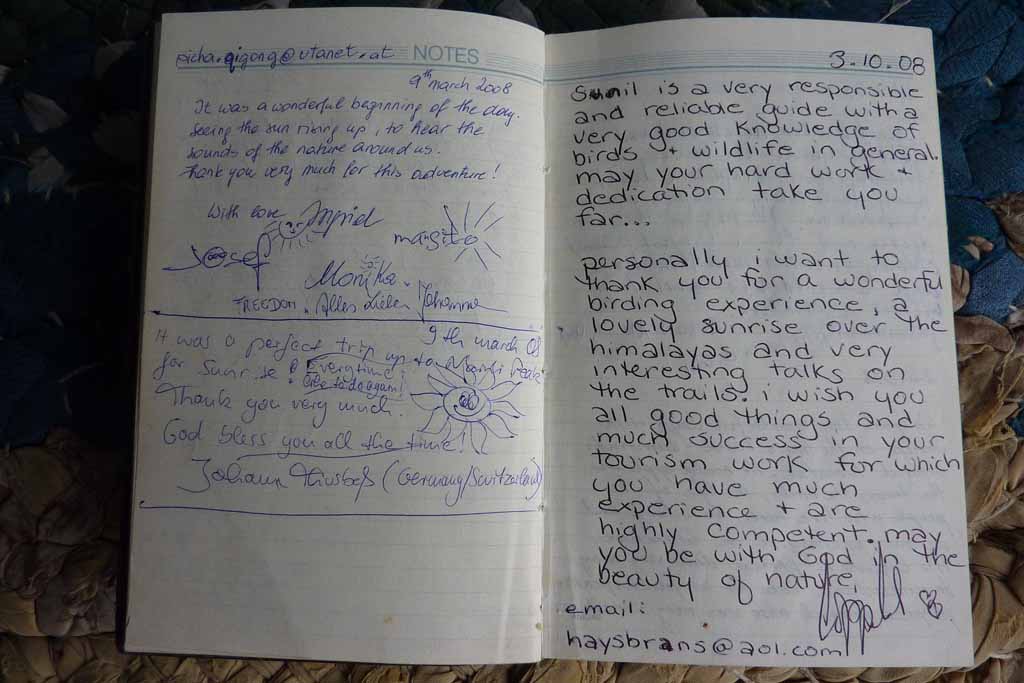 picha.qigong@utanet.at
NOTES
9th march 2008
It was a wonderful beginning of the day.
seeing the sun rising up, to hear the
sounds of the nature around us.
Thank you very much for this adventure!
With love
Josef
margit
Monika
FREEDOM. Alles Liebe Johanna
9th march 08
It was a perfect trip up to
for sunrise Everytime
like to do again!
Thank you very much.
God bless you all the time!
Johann (Germany/Switzerland)
3.10.08
Sunil is a very responsible
and reliable guide with a
very good knowledge of
birds + wildlife in general.
may your hard work +
dedication take you
far...
personally i want to
thank you for a wonderful
birding experience, a
lovely sunrise over the
himalayas and very
interesting talks on
the trails. i wish you
all good things and
much success in your
tourism work for which
you have much
experience + are
highly competent. may
you be with God in the
beauty of nature.
email:
haysbrans@aol.com